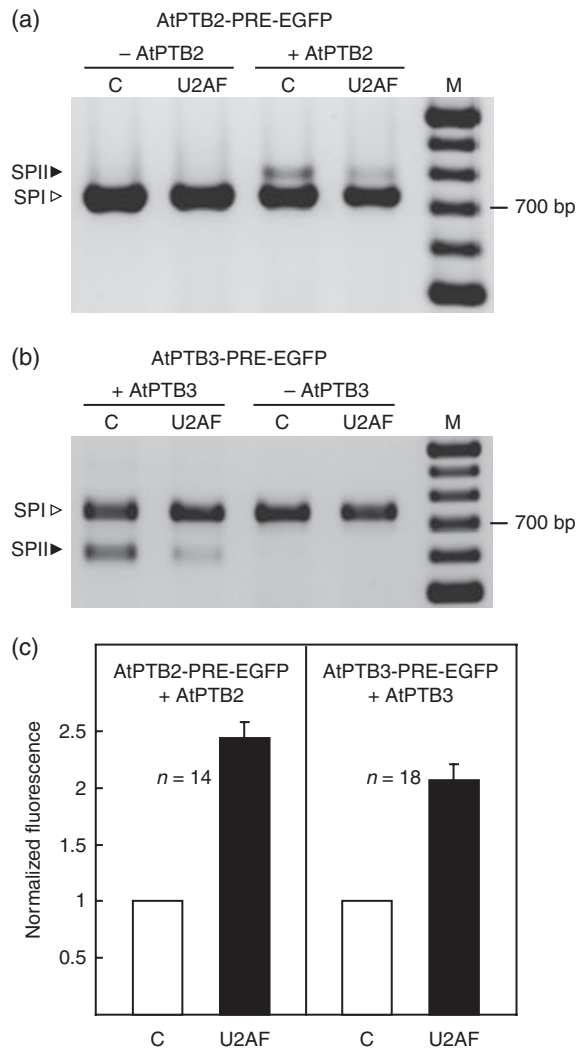 (a)
AtPTB2-PRE-EGFP
– AtPTB2 + AtPTB2
C U2AF C U2AF M
SPII►
SPI▷
700 bp
(b)
AtPTB3-PRE-EGFP
+ AtPTB3 – AtPTB3
C U2AF C U2AF M
SPI▷
700 bp
SPII►
(c)
AtPTB2-PRE-EGFP
+ AtPTB2
AtPTB3-PRE-EGFP
+ AtPTB3
Normalized fluorescence
2.5
2
1.5
1
0.5
n = 14
n = 18
C U2AF C U2AF